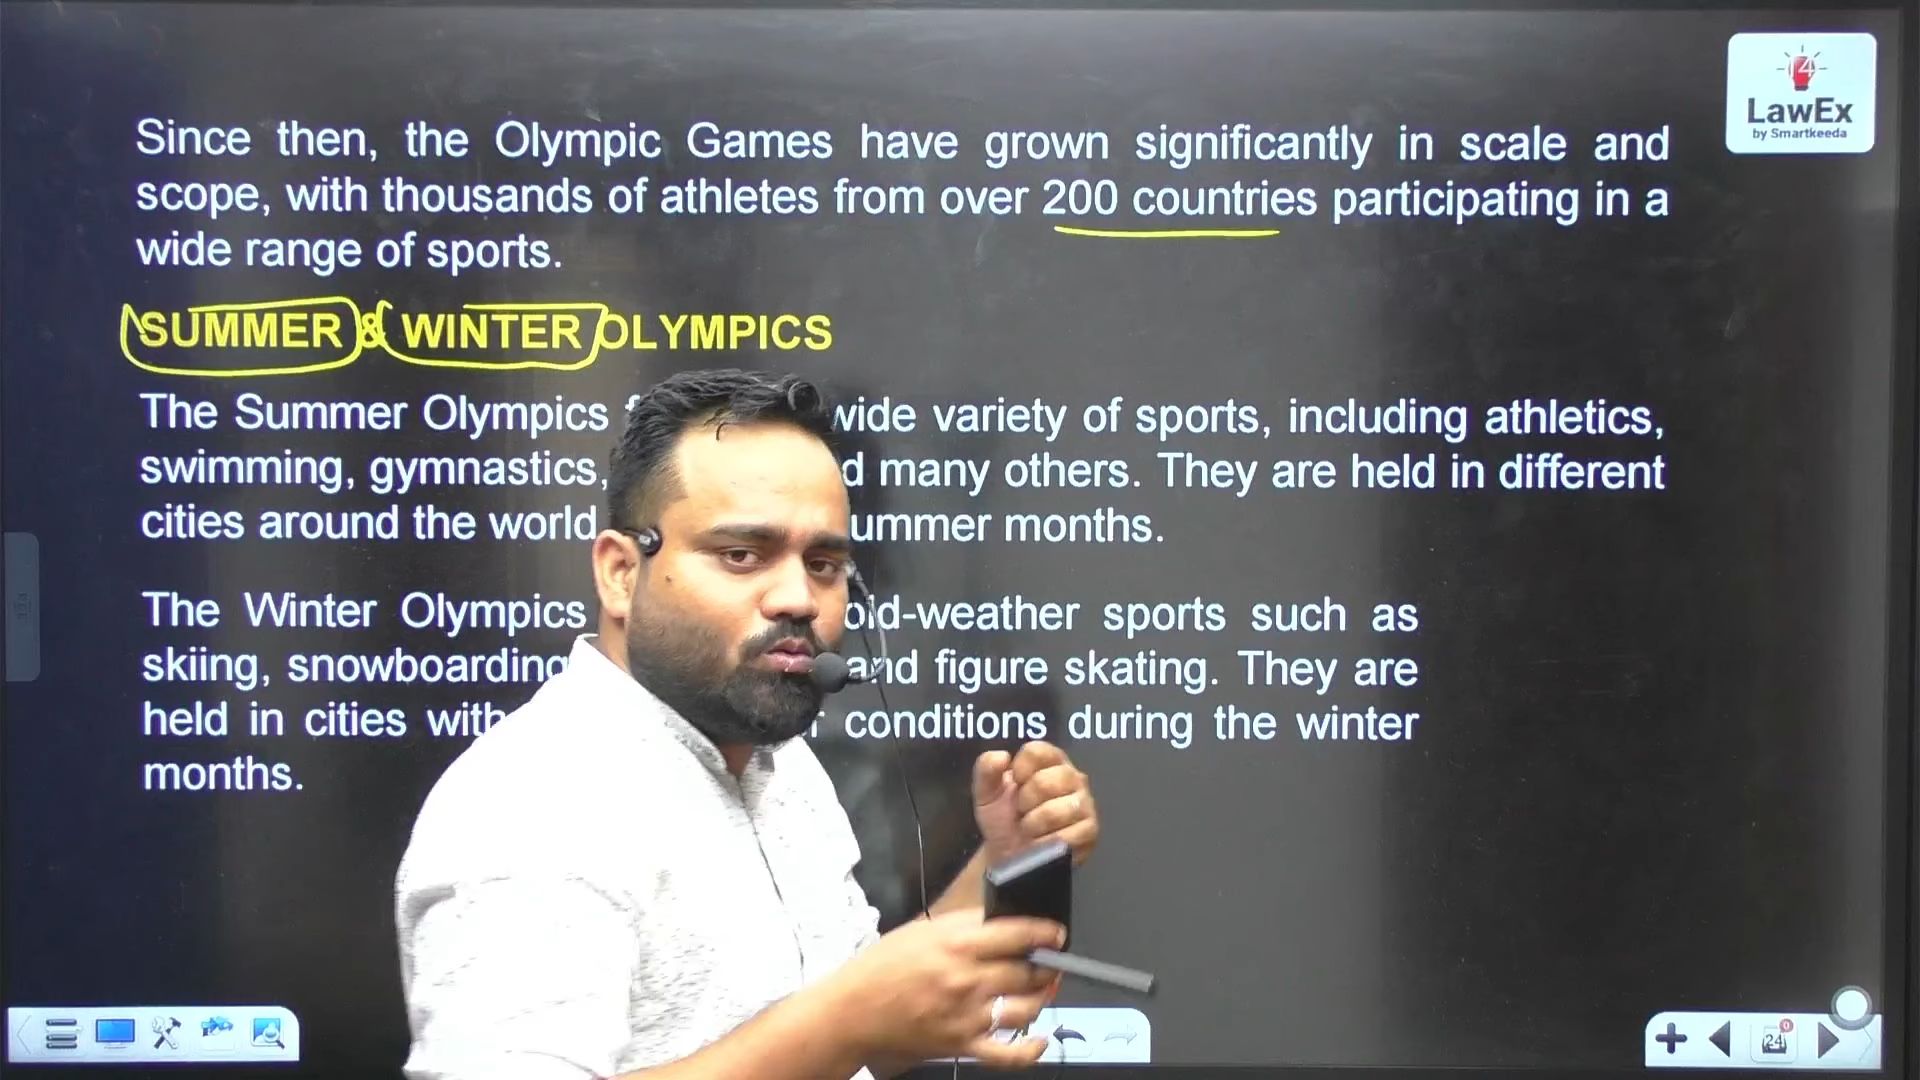 LawEx
by Smartkeeda
Since then, the Olympic Games have grown significantly in scale and
scope, with thousands of athletes from over 200 countries participating in a
wide range of sports.
SUMMER & WINTER OLYMPICS
The Summer Olympics wide variety of sports, including athletics,
swimming, gymnastics, many others. They are held in different
cities around the world summer months.
The Winter Olympics cold-weather sports such as
skiing, snowboarding and figure skating. They are
held in cities with conditions during the winter
months.
24
0